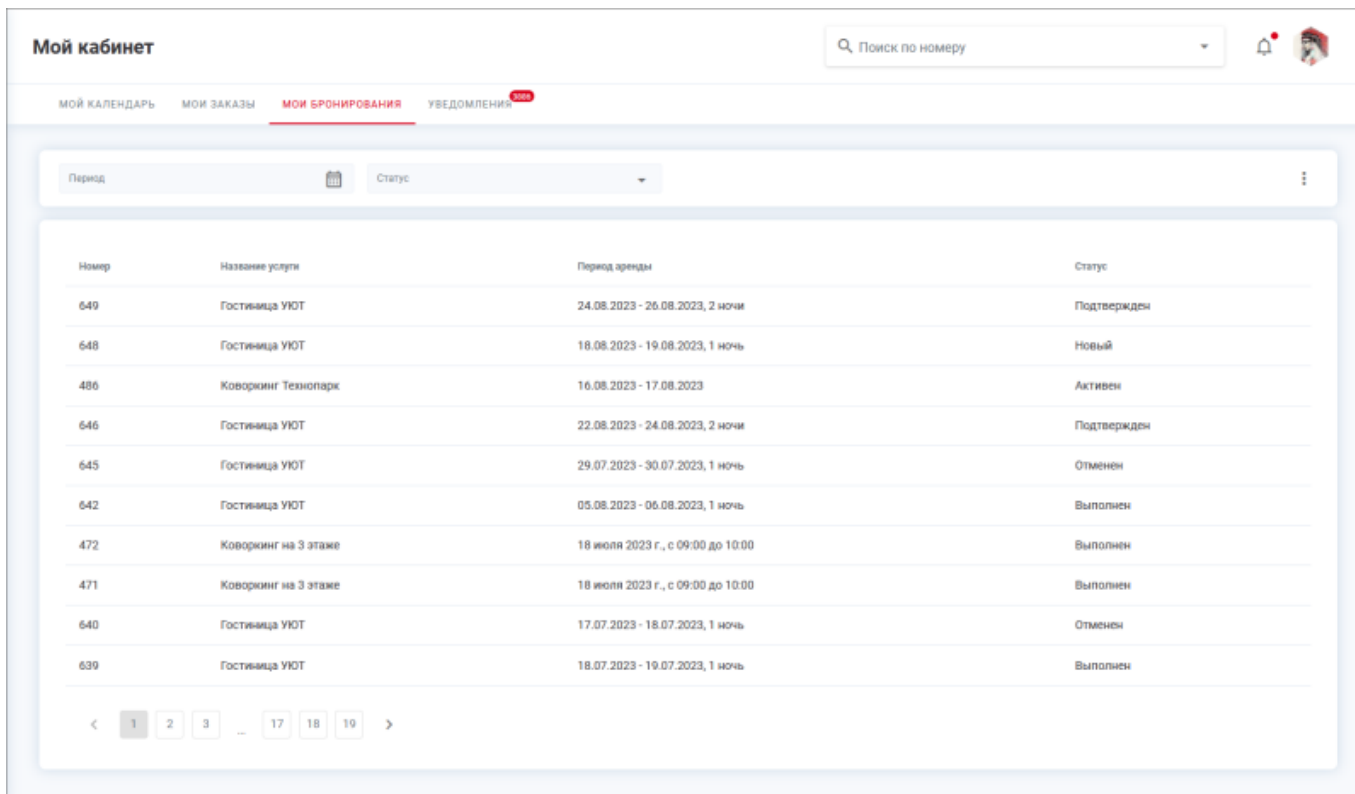 Мой кабинет
Поиск по номеру
МОЙ КАЛЕНДАРЬ МОИ ЗАКАЗЫ МОИ БРОНИРОВАНИЯ УВЕДОМЛЕНИЯ
Период Статус
Номер Название услуги Период аренды Статус
649 Гостиница УЮТ 24.08.2023 - 26.08.2023, 2 ночи Подтвержден
648 Гостиница УЮТ 18.08.2023 - 19.08.2023, 1 ночь Новый
486 Коворкинг Технопарк 16.08.2023 - 17.08.2023 Активен
646 Гостиница УЮТ 22.08.2023 - 24.08.2023, 2 ночи Подтвержден
645 Гостиница УЮТ 29.07.2023 - 30.07.2023, 1 ночь Отменен
642 Гостиница УЮТ 05.08.2023 - 06.08.2023, 1 ночь Выполнен
472 Коворкинг на 3 этаже 18 июля 2023 г., с 09:00 до 10:00 Выполнен
471 Коворкинг на 3 этаже 18 июля 2023 г., с 09:00 до 10:00 Выполнен
640 Гостиница УЮТ 17.07.2023 - 18.07.2023, 1 ночь Отменен
639 Гостиница УЮТ 18.07.2023 - 19.07.2023, 1 ночь Выполнен
< 1 2 3 ... 17 18 19 >